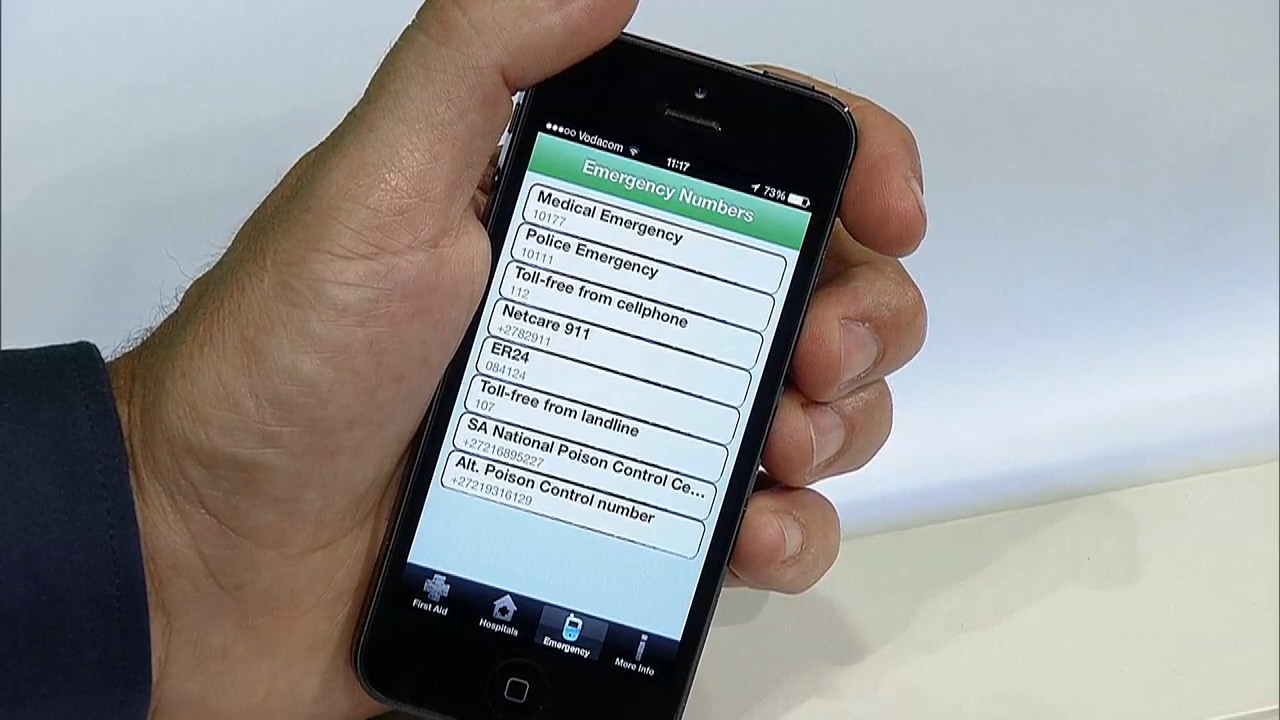 Vodacom 11:17 73%
Emergency Numbers
Medical Emergency
10177
Police Emergency
10111
Toll-free from cellphone
112
Netcare 911
+2782911
ER24
084124
Toll-free from landline
107
SA National Poison Control Ce...
+27216895227
Alt. Poison Control number
+27219316129
First Aid Hospitals Emergency More Info